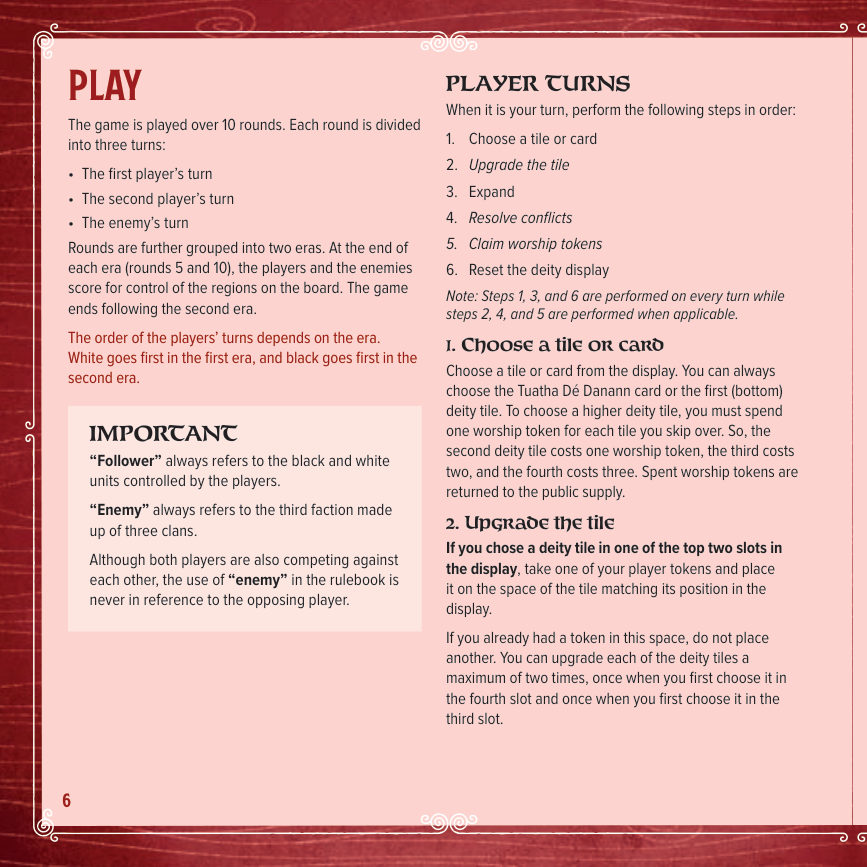 PLAY
The game is played over 10 rounds. Each round is divided
into three turns:
• The first player's turn
• The second player's turn
• The enemy's turn
Rounds are further grouped into two eras. At the end of
each era (rounds 5 and 10), the players and the enemies
score for control of the regions on the board. The game
ends following the second era.
The order of the players' turns depends on the era.
White goes first in the first era, and black goes first in the
second era.
IMPORTANT
“Follower” always refers to the black and white
units controlled by the players.
“Enemy” always refers to the third faction made
up of three clans.
Although both players are also competing against
each other, the use of “enemy” in the rulebook is
never in reference to the opposing player.
6
PLAYER TURNS
When it is your turn, perform the following steps in order:
1. Choose a tile or card
2. Upgrade the tile
3. Expand
4. Resolve conflicts
5. Claim worship tokens
6. Reset the deity display
Note: Steps 1, 3, and 6 are performed on every turn while
steps 2, 4, and 5 are performed when applicable.
1. Choose a tile or card
Choose a tile or card from the display. You can always
choose the Tuatha Dé Danann card or the first (bottom)
deity tile. To choose a higher deity tile, you must spend
one worship token for each tile you skip over. So, the
second deity tile costs one worship token, the third costs
two, and the fourth costs three. Spent worship tokens are
returned to the public supply.
2. Upgrade the tile
If you chose a deity tile in one of the top two slots in
the display, take one of your player tokens and place
it on the space of the tile matching its position in the
display.
If you already had a token in this space, do not place
another. You can upgrade each of the deity tiles a
maximum of two times, once when you first choose it in
the fourth slot and once when you first choose it in the
third slot.